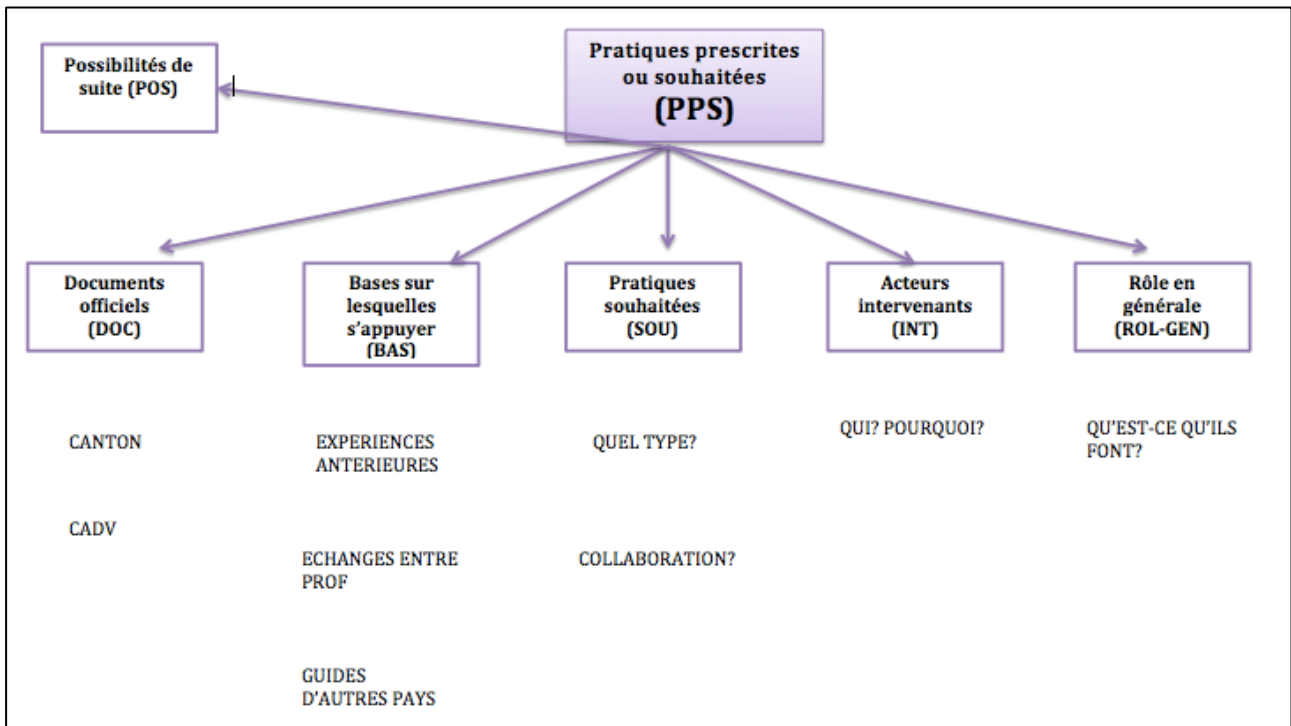 Possibilités de
suite (POS)
Pratiques prescrites
ou souhaitées
(PPS)
Documents
officiels
(DOC)
Bases sur
lesquelles
s'appuyer
(BAS)
Pratiques
souhaitées
(SOU)
Acteurs
intervenants
(INT)
Rôle en
générale
(ROL-GEN)
CANTON
CADV
EXPERIENCES
ANTERIEURES
ECHANGES ENTRE
PROF
GUIDES
D'AUTRES PAYS
QUEL TYPE?
COLLABORATION?
QUI? POURQUOI?
QU'EST-CE QU'ILS
FONT?